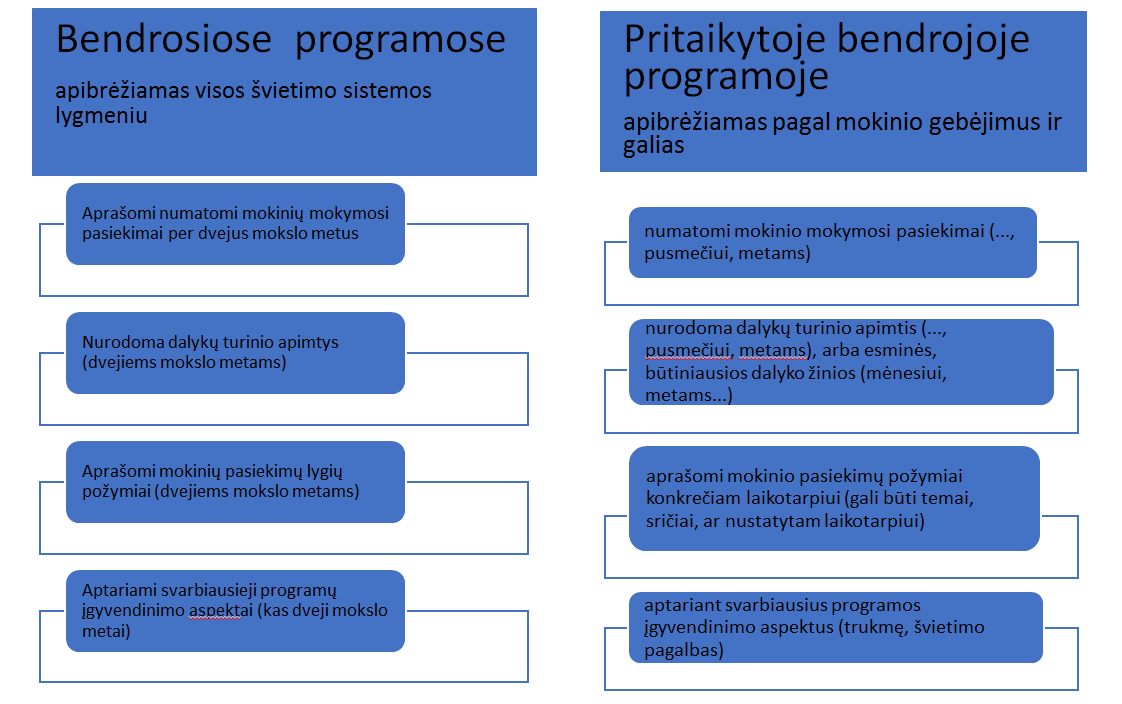 Bendrosiose programose
apibrėžiamas visos švietimo sistemos
lygmeniu
Aprašomi numatomi mokinių mokymosi
pasiekimai per dvejus mokslo metus
Nurodoma dalykų turinio apimtys
(dvejiems mokslo metams)
Aprašomi mokinių pasiekimų lygių
požymiai (dvejiems mokslo metams)
Aptariami svarbiausieji programų
įgyvendinimo aspektai (kas dveji mokslo
metai)
Pritaikytoje bendrojoje
programoje
apibrėžiamas pagal mokinio gebėjimus ir
galias
numatomi mokinio mokymosi pasiekimai (...,
pusmečiui, metams)
nurodoma dalykų turinio apimtis (...,
pusmečiui, metams), arba esminės,
būtiniausios dalyko žinios (mėnesiui,
metams...)
aprašomi mokinio pasiekimų požymiai
konkrečiam laikotarpiui (gali būti temai,
sričiai, ar nustatytam laikotarpiui)
aptariant svarbiausius programos
įgyvendinimo aspektus (trukmę, švietimo
pagalbas)